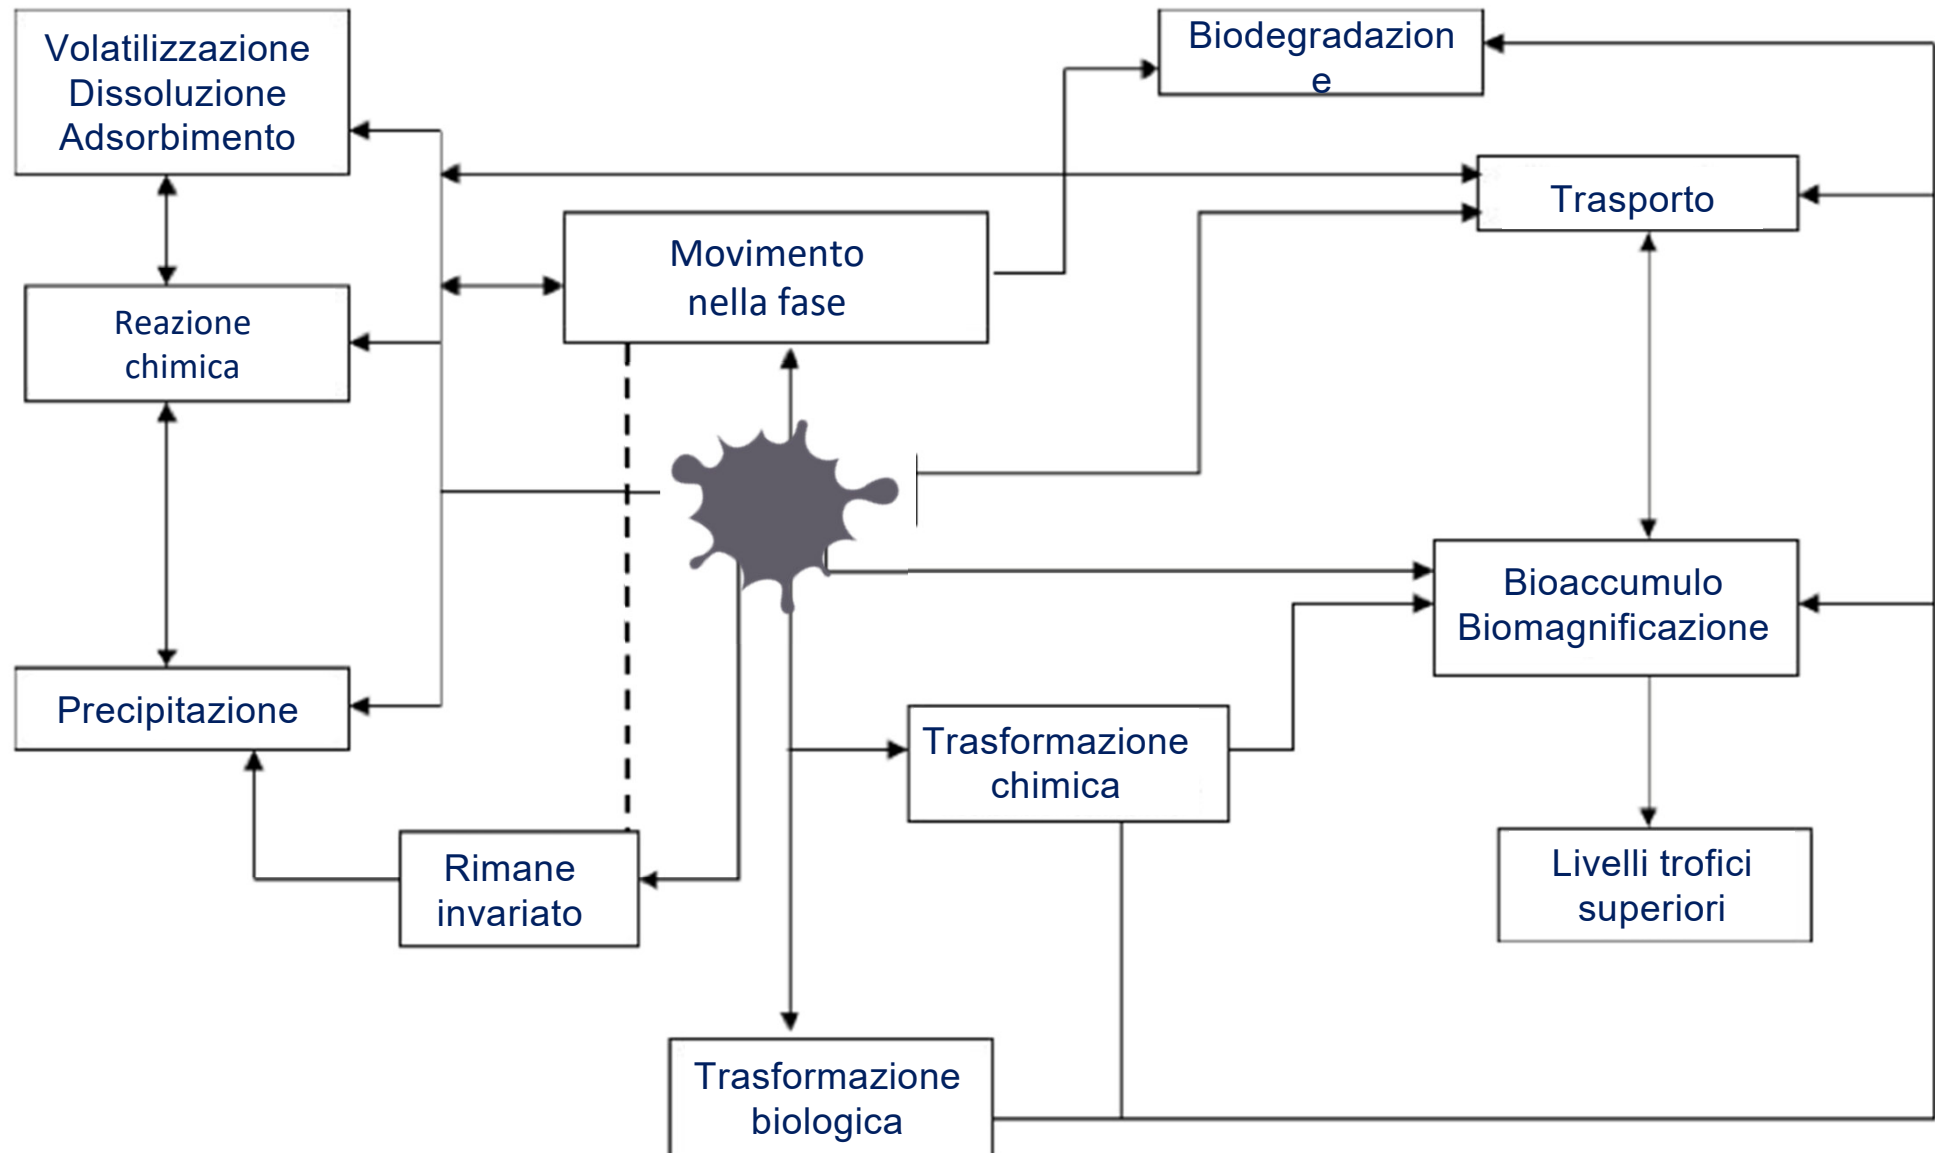 Volatilizzazione
Dissoluzione
Adsorbimento
Biodegradazion
e
Trasporto
Movimento
nella fase
Reazione
chimica
Bioaccumulo
Biomagnificazione
Precipitazione
Trasformazione
chimica
Rimane
invariato
Livelli trofici
superiori
Trasformazione
biologica